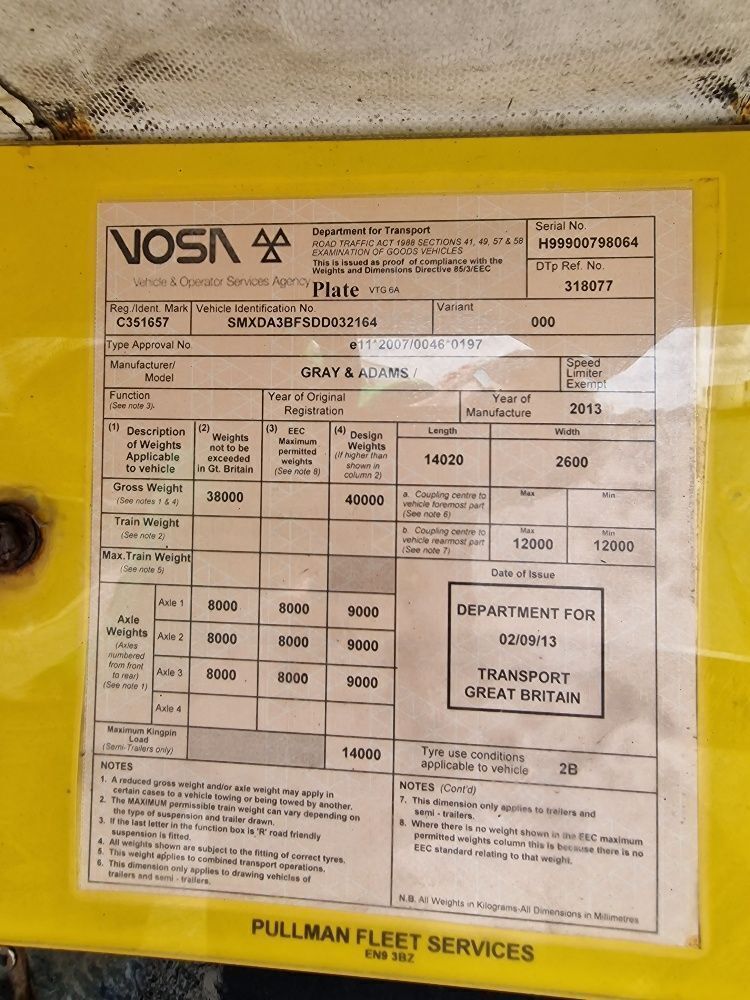 VOSA
Vehicle & Operator Services Agency
Department for Transport
ROAD TRAFFIC ACT 1988 SECTIONS 41, 49, 57 & 58
EXAMINATION OF GOODS VEHICLES
This is issued as proof of compliance with the
Weights and Dimensions Directive 85/3/EEC
Plate VTG 6A
Serial No.
H99900798064
DTp Ref. No.
318077
Reg./Ident. Mark
C351657
Vehicle Identification No.
SMXDA3BFSDD032164
Variant
000
Type Approval No.
e11*2007/0046*0197
Manufacturer/
Model
GRAY & ADAMS /
Speed
Limiter
Exempt
Function
(See note 3).
Year of Original
Registration
Year of
Manufacture
2013
(1) Description
of Weights
Applicable
to vehicle
(2) Weights
not to be
exceeded
in Gt. Britain
(3) EEC
Maximum
permitted
weights
(See note 8)
(4) Design
Weights
(if higher than
shown in
column 2)
Length
14020
Width
2600
Gross Weight
(See notes 1 & 4)
38000
40000
a. Coupling centre to
vehicle foremost part
(See note 6)
Max
Min
Train Weight
(See note 2)
b. Coupling centre to
vehicle rearmost part
(See note 7)
Max
12000
Min
12000
Max.Train Weight
(See note 5)
Axle
Weights
(Axles
numbered
from front
to rear)
(See note 1)
Axle 1 8000 8000 9000
Axle 2 8000 8000 9000
Axle 3 8000 8000 9000
Axle 4
Maximum Kingpin
Load
(Semi-Trailers only)
14000
Date of Issue
DEPARTMENT FOR
02/09/13
TRANSPORT
GREAT BRITAIN
Tyre use conditions
applicable to vehicle
2B
NOTES
1. A reduced gross weight and/or axle weight may apply in
certain cases to a vehicle towing or being towed by another.
2. The MAXIMUM permissible train weight can vary depending on
the type of suspension and trailer drawn.
3. If the last letter in the function box is 'R' road friendly
suspension is fitted.
4. All weights shown are subject to the fitting of correct tyres.
5. This weight applies to combined transport operations.
6. This dimension only applies to drawing vehicles of
trailers and semi - trailers.
NOTES (Cont'd)
7. This dimension only applies to trailers and
semi - trailers.
8. Where there is no weight shown in the EEC maximum
permitted weights column this is because there is no
EEC standard relating to that weight.
N.B. All Weights in Kilograms-All Dimensions in Millimetres
PULLMAN FLEET SERVICES
EN9 3BZ